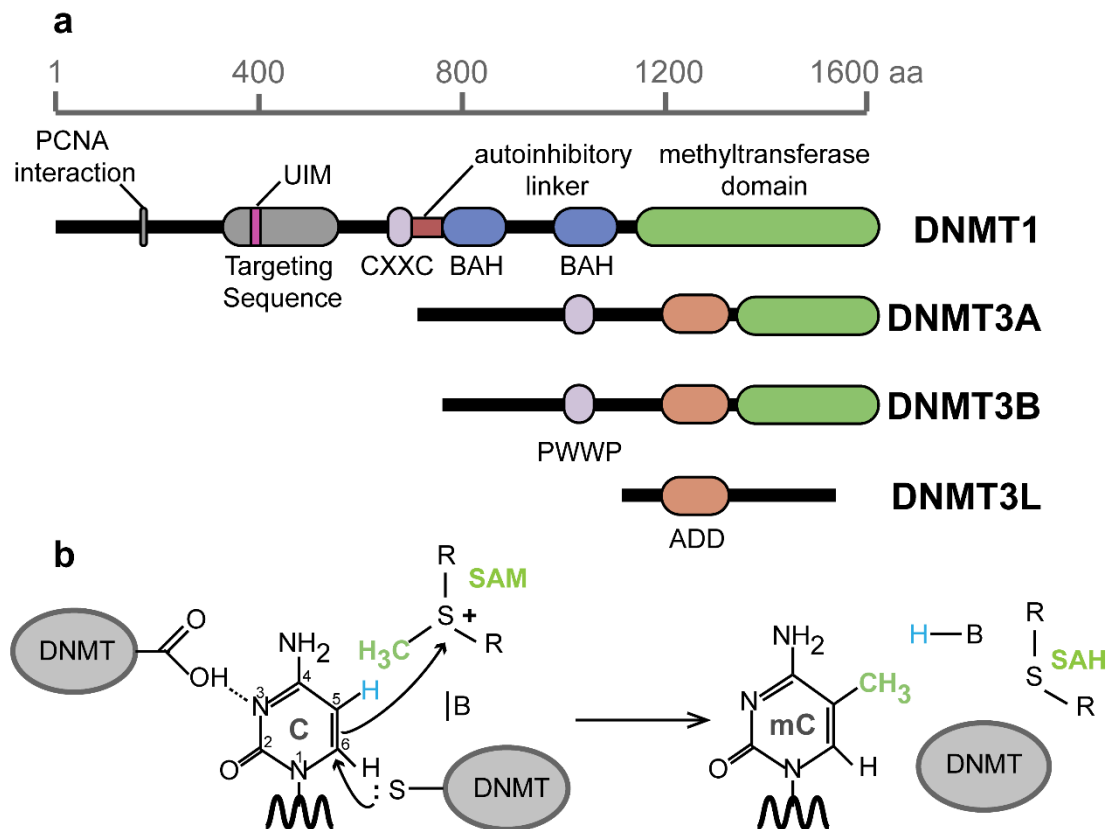 a
1 400 800 1200 1600 aa
PCNA
interaction
UIM
autoinhibitory
linker
methyltransferase
domain
DNMT1
Targeting
Sequence
CXXC BAH BAH
DNMT3A
DNMT3B
PWWP
DNMT3L
ADD
b
DNMT
O
OH
NH2
H3C
R
S
+
R
SAM
H
|B
N
3
4
5
C
2
1
6
O
N
H
:S
DNMT
NH2
CH3
N
mC
O
N
H
H B
R
S
R
SAH
DNMT